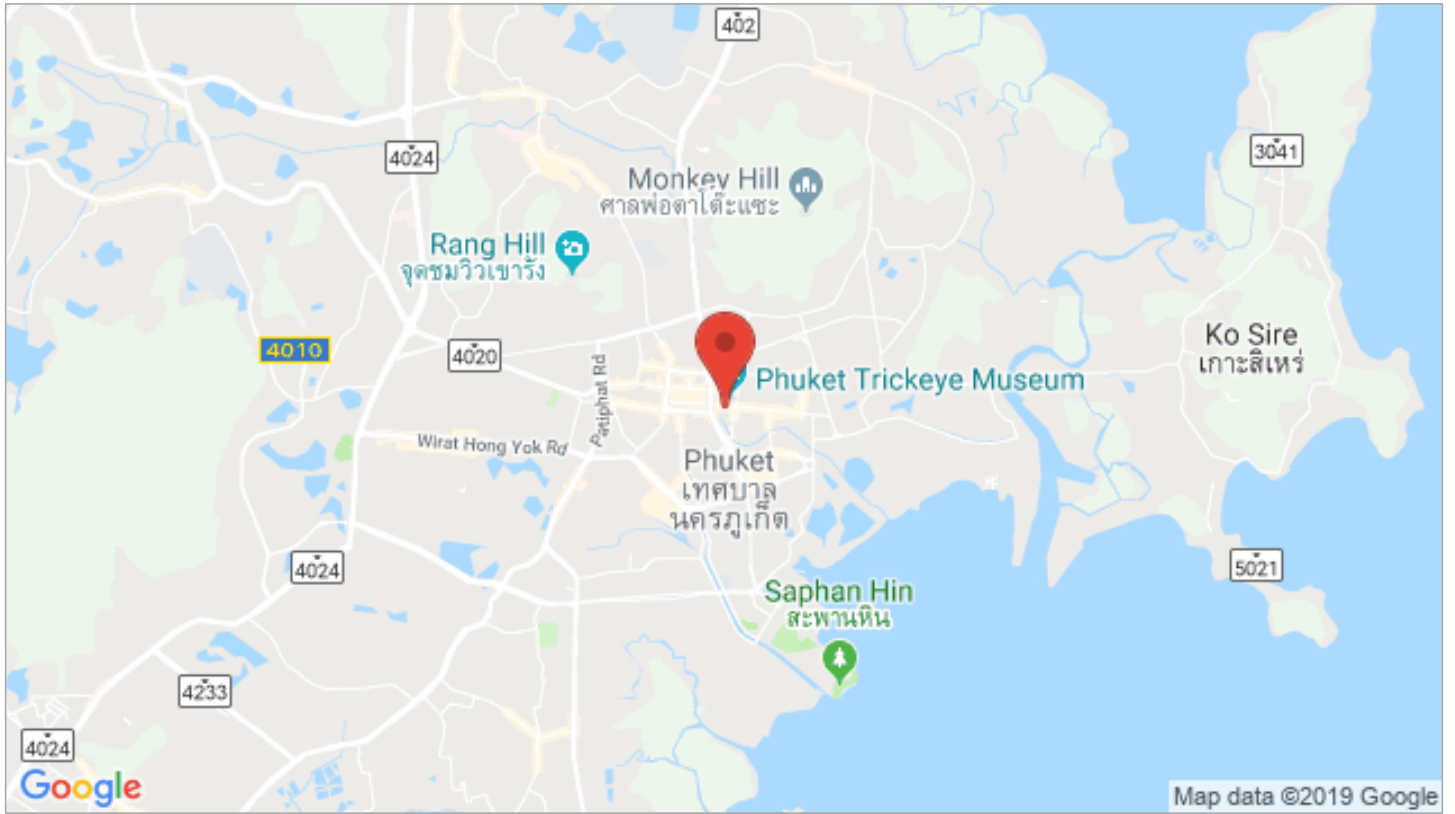 402
4024
3041
Monkey Hill
ศาลพ่อตาโต๊ะแซะ
Rang Hill
จุดชมวิวเขารัง
Ko Sire
เกาะสิเหร่
4010
4020
Patiphat Rd
Phuket Trickeye Museum
Wirat Hong Yok Rd
Phuket
เทศบาล
นครภูเก็ต
4024
5021
Saphan Hin
สะพานหิน
4233
4024
Google
Map data ©2019 Google